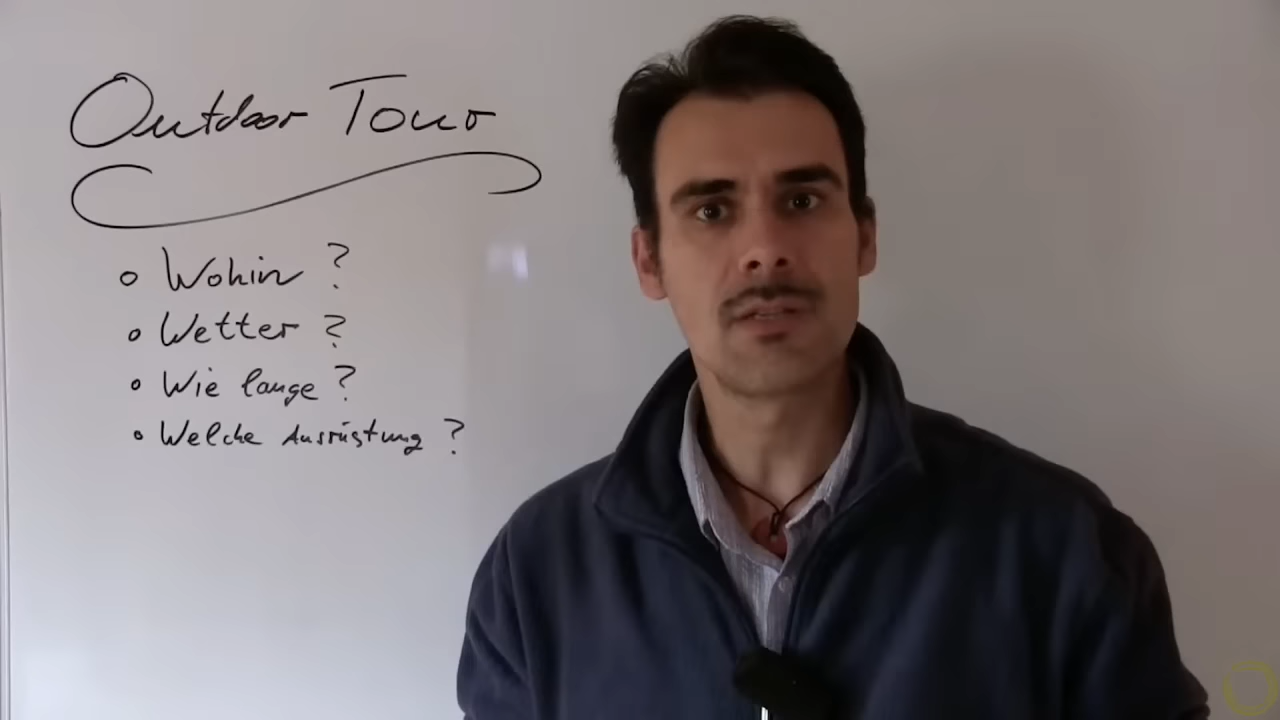 Outdoor Tour
Wohin ?
Wetter ?
Wie lange ?
Welche Ausrüstung ?